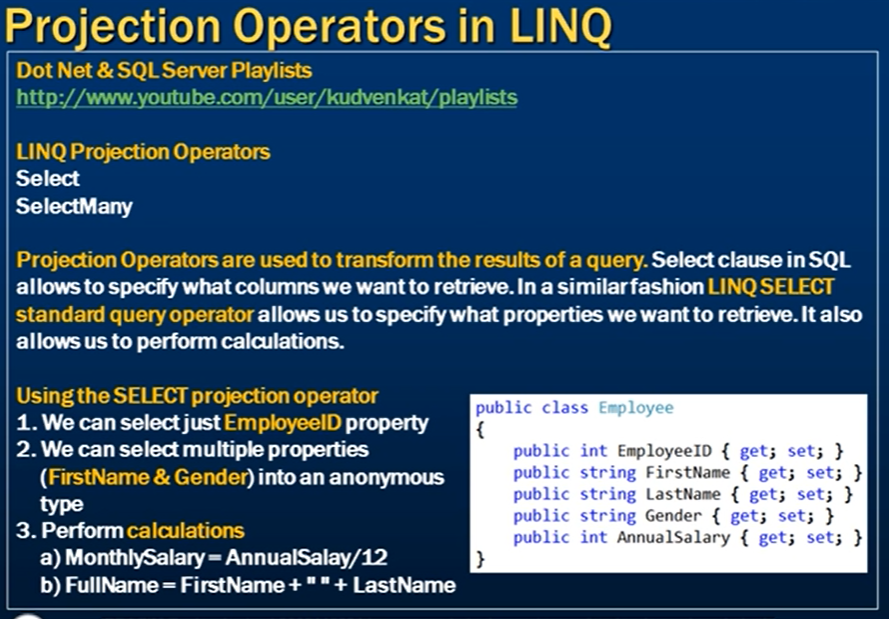 Projection Operators in LINQ
Dot Net & SQL Server Playlists
http://www.youtube.com/user/kudvenkat/playlists
LINQ Projection Operators
Select
SelectMany
Projection Operators are used to transform the results of a query. Select clause in SQL
allows to specify what columns we want to retrieve. In a similar fashion LINQ SELECT
standard query operator allows us to specify what properties we want to retrieve. It also
allows us to perform calculations.
Using the SELECT projection operator
1. We can select just EmployeeID property
2. We can select multiple properties
(FirstName & Gender) into an anonymous
type
3. Perform calculations
a) MonthlySalary = AnnualSalay/12
b) FullName = FirstName + " " + LastName
public class Employee
{
public int EmployeeID { get; set; }
public string FirstName { get; set; }
public string LastName { get; set; }
public string Gender { get; set; }
public int AnnualSalary { get; set; }
}